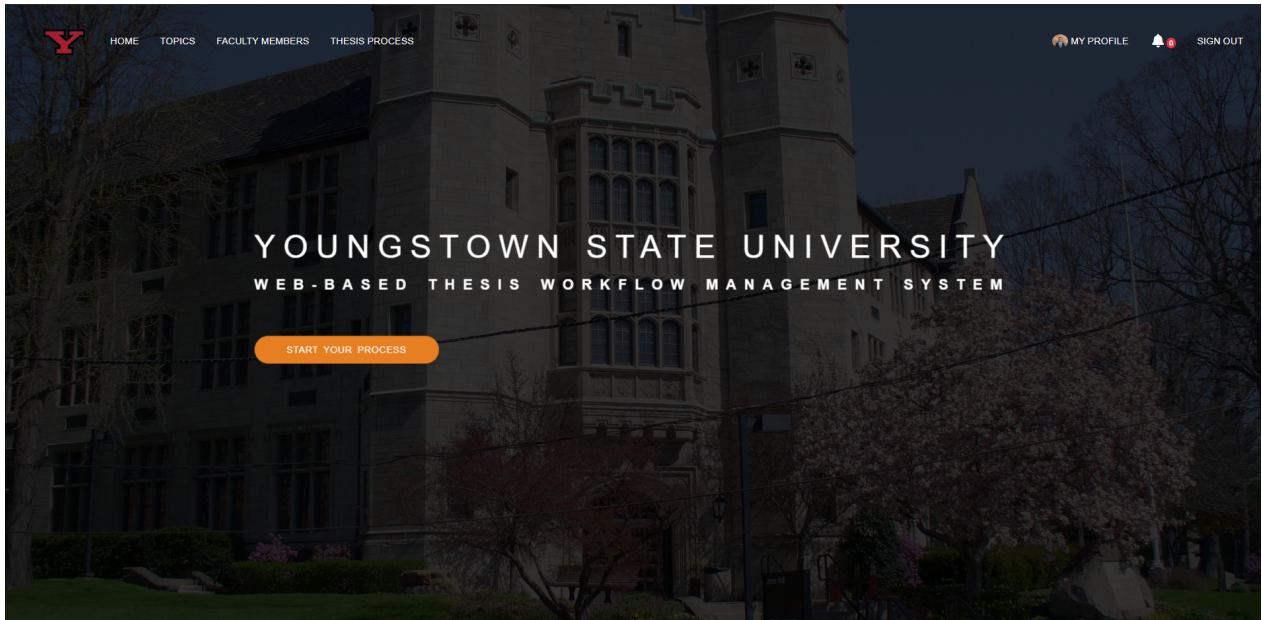 Y HOME TOPICS FACULTY MEMBERS THESIS PROCESS MY PROFILE 0 SIGN OUT
YOUNGSTOWN STATE UNIVERSITY
WEB-BASED THESIS WORKFLOW MANAGEMENT SYSTEM
START YOUR PROCESS